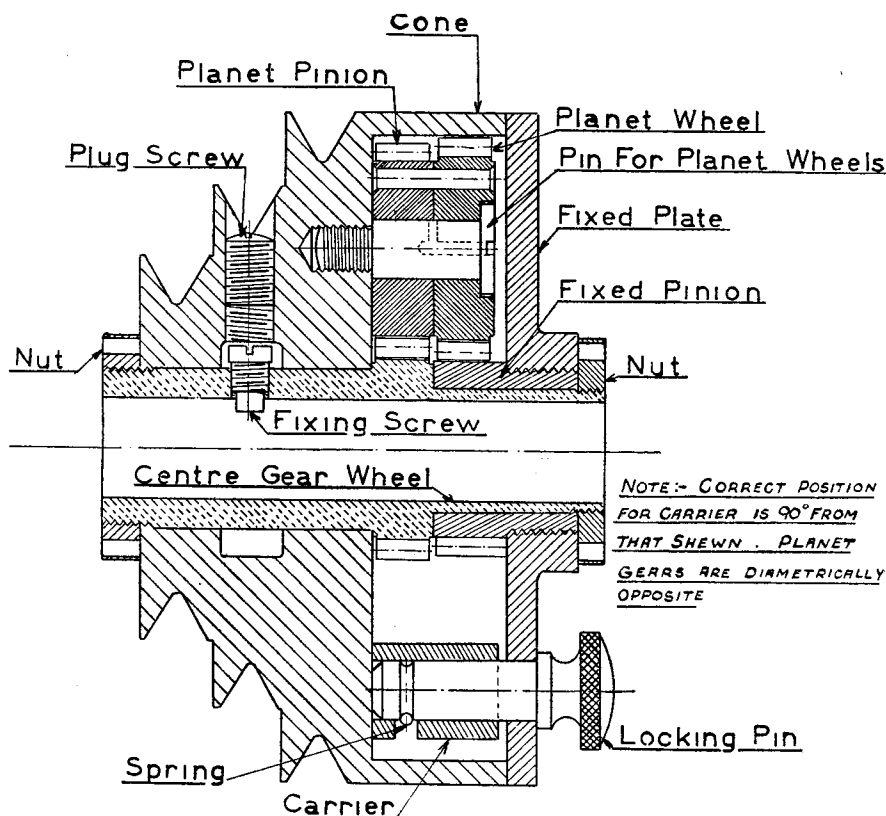 Cone
Planet Pinion
Planet Wheel
Plug Screw
Pin For Planet Wheels
Fixed Plate
Fixed Pinion
Nut
Nut
Fixing Screw
Centre Gear Wheel
NOTE:- CORRECT POSITION
FOR CARRIER IS 90° FROM
THAT SHEWN. PLANET
GEARS ARE DIAMETRICALLY
OPPOSITE
Locking Pin
Spring
Carrier